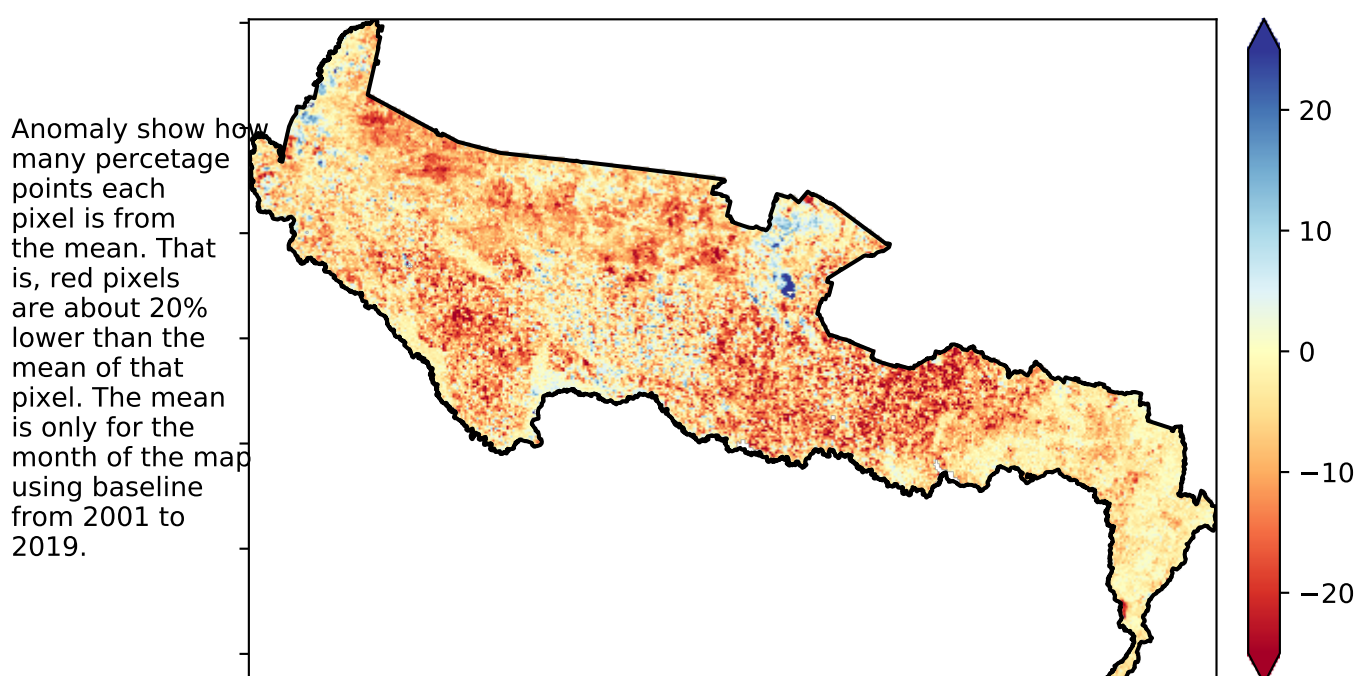 Anomaly show how
many percetage
points each
pixel is from
the mean. That
is, red pixels
are about 20%
lower than the
mean of that
pixel. The mean
is only for the
month of the map
using baseline
from 2001 to
2019.
20
10
0
−10
−20